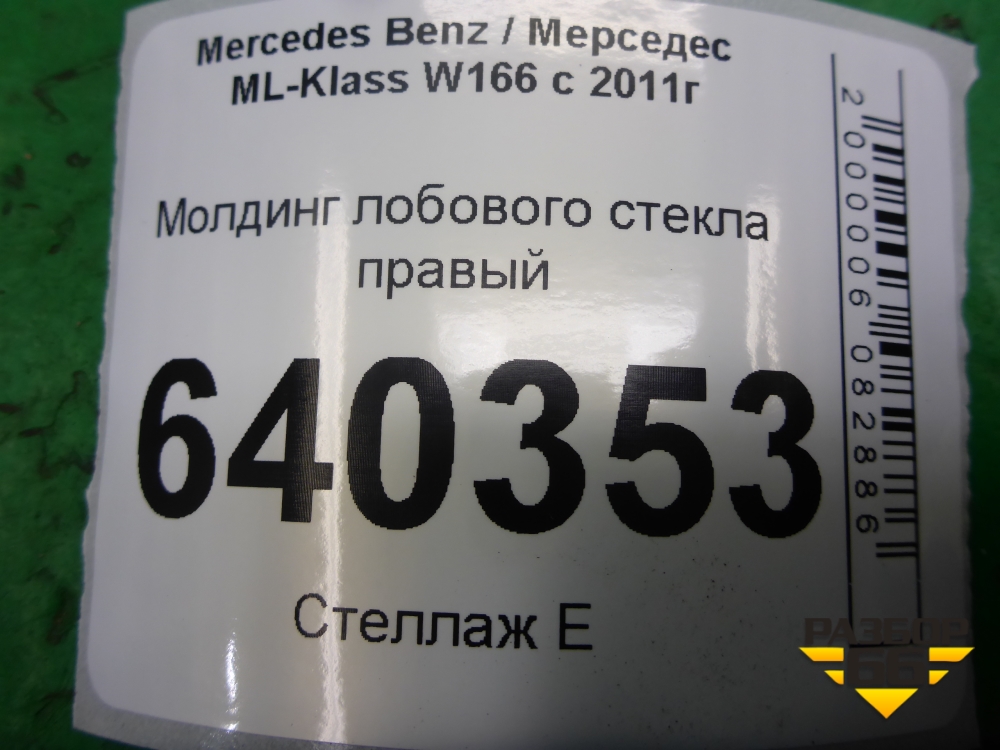 Mercedes Benz / Мерседес
ML-Klass W166 с 2011г
Молдинг лобового стекла
правый
640353
Стеллаж Е
2000006082886
РАЗБОР
66